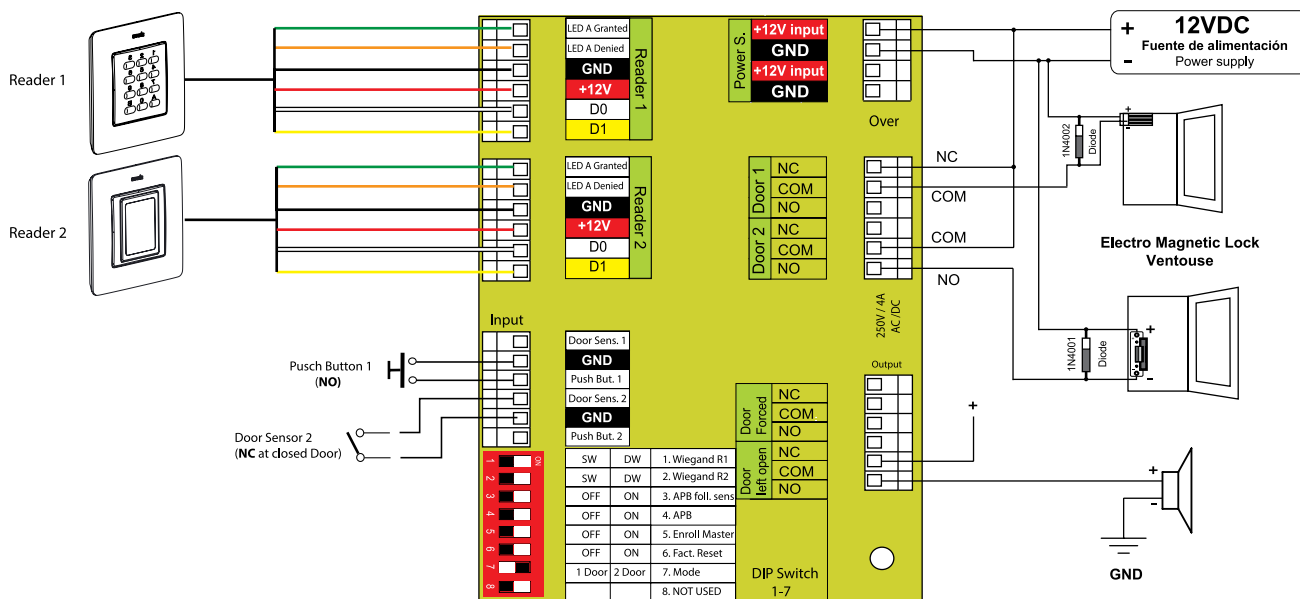 Reader 1
Reader 2
LED A Granted
LED A Denied
GND
+12V
D0
D1
Reader 1
LED A Granted
LED A Denied
GND
+12V
D0
D1
Reader 2
Power S.
+12V input
GND
+12V input
GND
Over
Door 1
NC
COM
NO
Door 2
NC
COM
NO
250V / 4A
AC /DC
NC
COM
COM
NO
+ 12VDC
- Fuente de alimentación
Power supply
1N4002
Diode
+
-
Electro Magnetic Lock
Ventouse
1N4001
Diode
+
-
Input
Door Sens. 1
GND
Push But. 1
Door Sens. 2
GND
Push But. 2
Pusch Button 1
(NO)
Door Sensor 2
(NC at closed Door)
Output
Door
Forced
NC
COM
NO
Door
left open
NC
COM
NO
+
+
-
GND
ON
1 SW DW 1. Wiegand R1
2 SW DW 2. Wiegand R2
3 OFF ON 3. APB foll. sens
4 OFF ON 4. APB
5 OFF ON 5. Enroll Master
6 OFF ON 6. Fact. Reset
7 1 Door 2 Door 7. Mode
8 8. NOT USED
DIP Switch
1-7